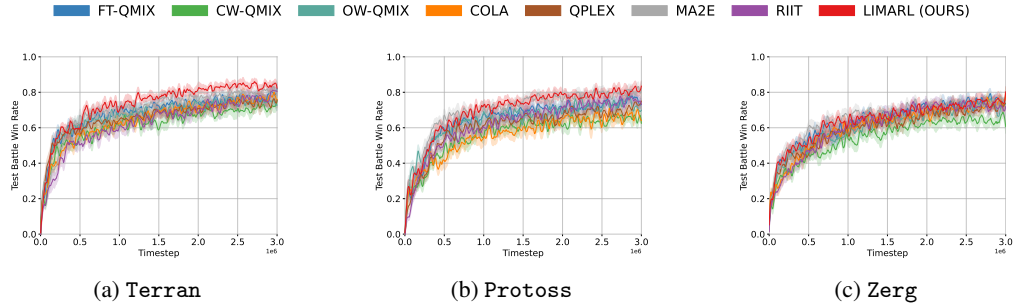 FT-QMIX CW-QMIX OW-QMIX COLA QPLEX MA2E RIIT LIMARL (OURS)
1.0 1.0 1.0
0.8 0.8 0.8
0.6 0.6 0.6
0.4 0.4 0.4
0.2 0.2 0.2
0.0 0.0 0.0
Test Battle Win Rate Test Battle Win Rate Test Battle Win Rate
0.0 0.5 1.0 1.5 2.0 2.5 3.0 0.0 0.5 1.0 1.5 2.0 2.5 3.0 0.0 0.5 1.0 1.5 2.0 2.5 3.0
Timestep 1e6 Timestep 1e6 Timestep 1e6
(a) Terran (b) Protoss (c) Zerg